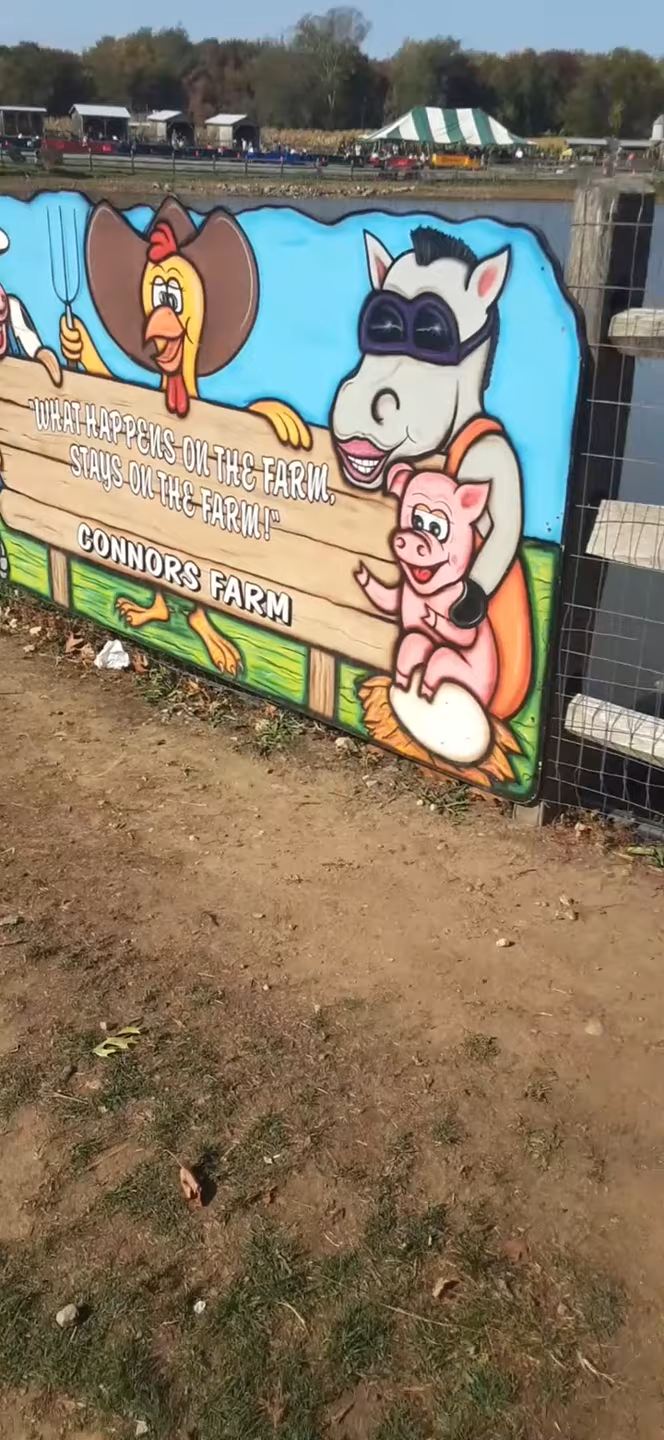 "WHAT HAPPENS ON THE FARM,
STAYS ON THE FARM!"
CONNORS FARM